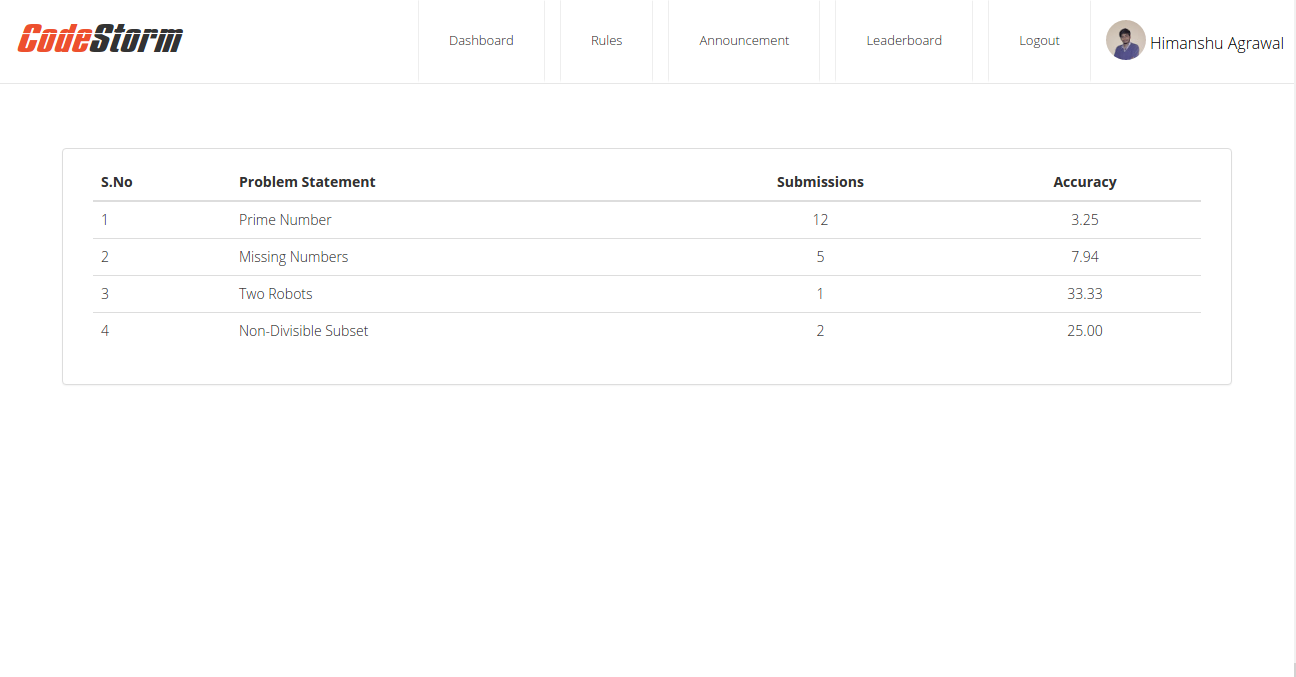 CodeStorm Dashboard Rules Announcement Leaderboard Logout Himanshu Agrawal
S.No Problem Statement Submissions Accuracy
1 Prime Number 12 3.25
2 Missing Numbers 5 7.94
3 Two Robots 1 33.33
4 Non-Divisible Subset 2 25.00